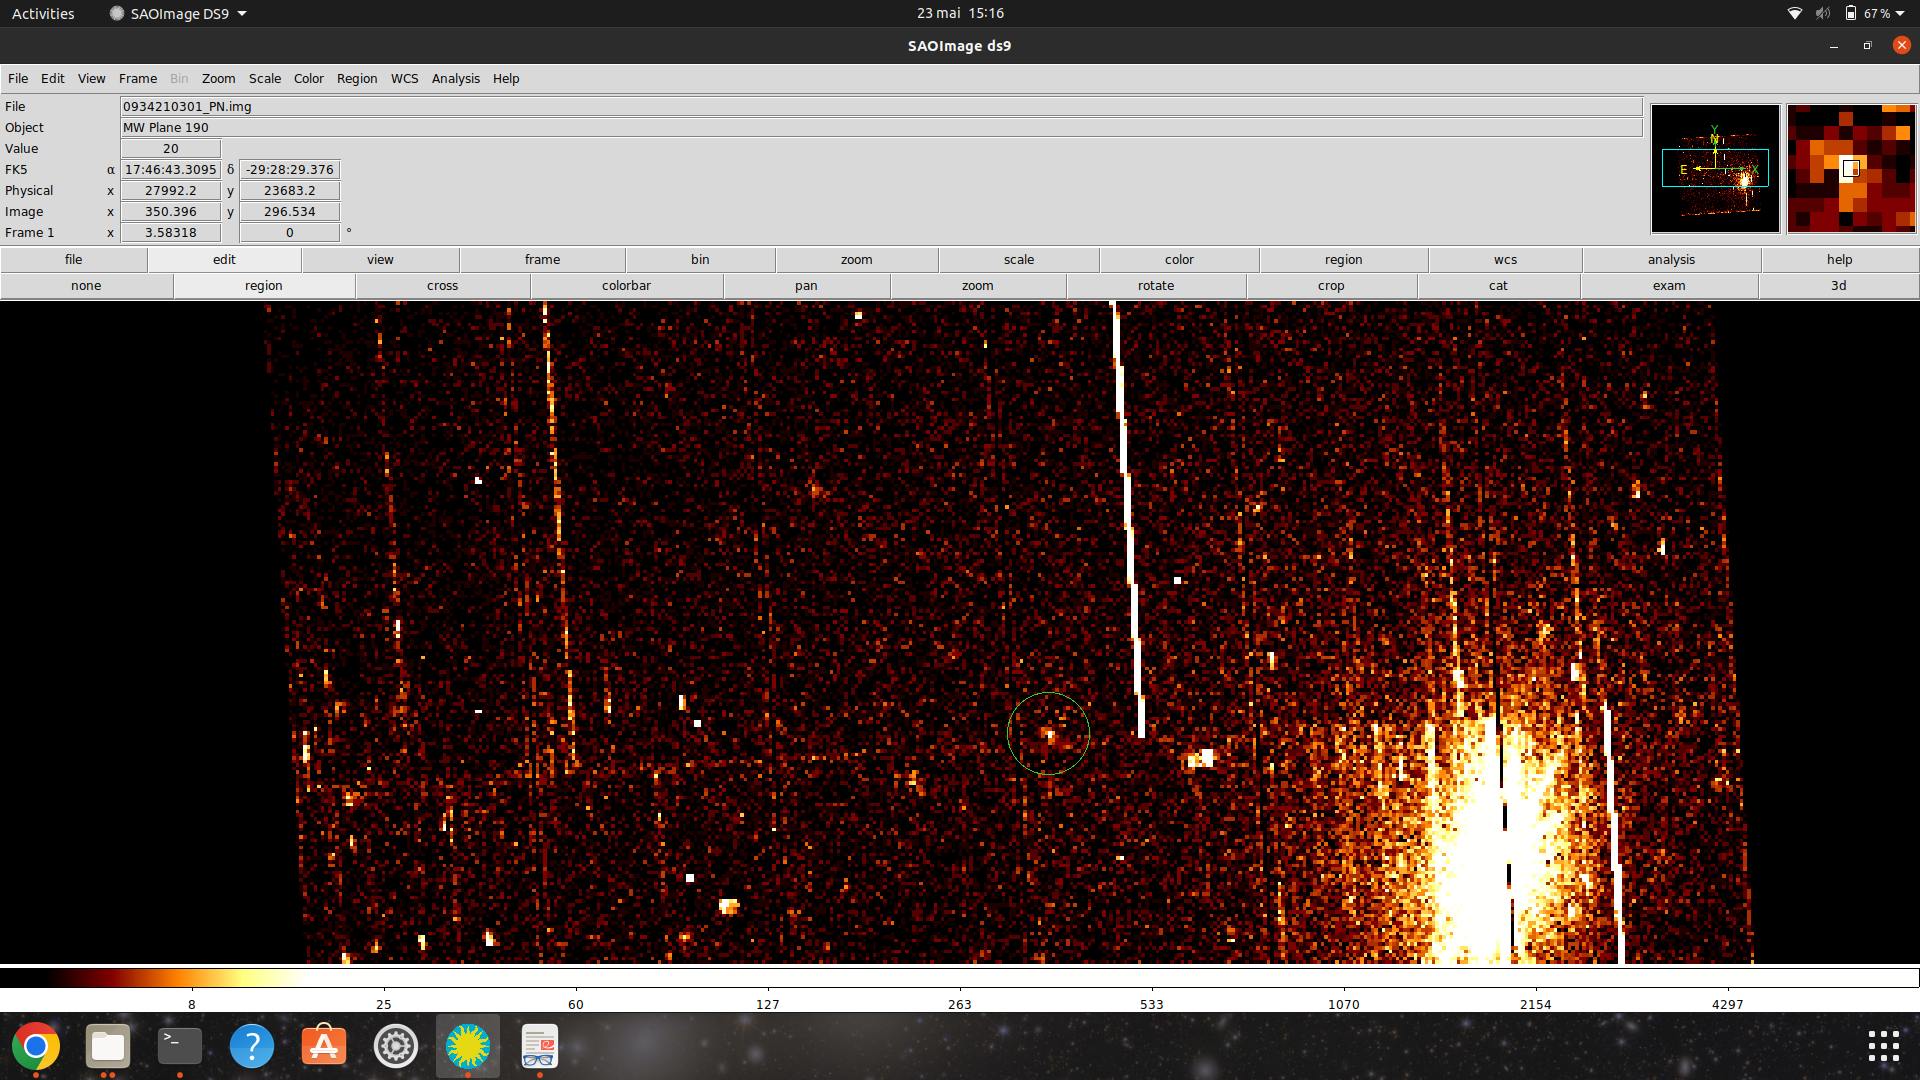 Activities SAOImage DS9 23 mai 15:16 67 %
SAOImage ds9
File Edit View Frame Bin Zoom Scale Color Region WCS Analysis Help
File 0934210301_PN.img
Object MW Plane 190
Value 20
FK5 α 17:46:43.3095 δ -29:28:29.376
Physical x 27992.2 y 23683.2
Image x 350.396 y 296.534
Frame 1 x 3.58318 0 °
Y
N
E X
file edit view frame bin zoom scale color region wcs analysis help
none region cross colorbar pan zoom rotate crop cat exam 3d
8 25 60 127 263 533 1070 2154 4297
>_ ? A